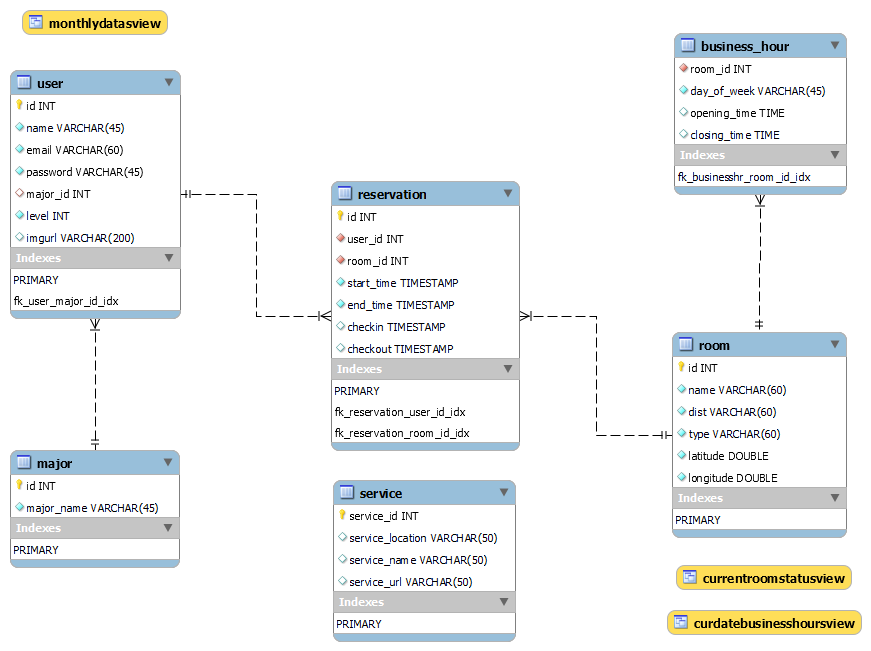 monthlydatasview
user
id INT
name VARCHAR(45)
email VARCHAR(60)
password VARCHAR(45)
major_id INT
level INT
imgurl VARCHAR(200)
Indexes
PRIMARY
fk_user_major_id_idx
major
id INT
major_name VARCHAR(45)
Indexes
PRIMARY
reservation
id INT
user_id INT
room_id INT
start_time TIMESTAMP
end_time TIMESTAMP
checkin TIMESTAMP
checkout TIMESTAMP
Indexes
PRIMARY
fk_reservation_user_id_idx
fk_reservation_room_id_idx
service
service_id INT
service_location VARCHAR(50)
service_name VARCHAR(50)
service_url VARCHAR(50)
Indexes
PRIMARY
business_hour
room_id INT
day_of_week VARCHAR(45)
opening_time TIME
closing_time TIME
Indexes
fk_businesshr_room _id_idx
room
id INT
name VARCHAR(60)
dist VARCHAR(60)
type VARCHAR(60)
latitude DOUBLE
longitude DOUBLE
Indexes
PRIMARY
currentroomstatusview
curdatebusinesshoursview